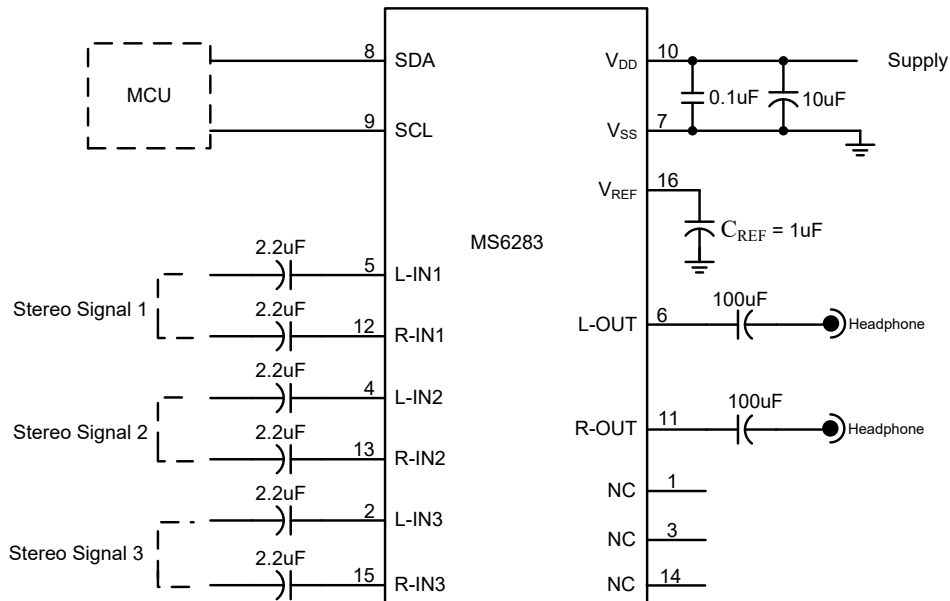 8 SDA VDD 10 Supply
MCU
0.1uF 10uF
9 SCL VSS 7
VREF 16
MS6283
CREF = 1uF
2.2uF
5 L-IN1
Stereo Signal 1
2.2uF
12 R-IN1
100uF
L-OUT 6 Headphone
2.2uF
4 L-IN2
Stereo Signal 2
2.2uF
13 R-IN2
100uF
R-OUT 11 Headphone
2.2uF
2 L-IN3
Stereo Signal 3
2.2uF
15 R-IN3
NC 1
NC 3
NC 14